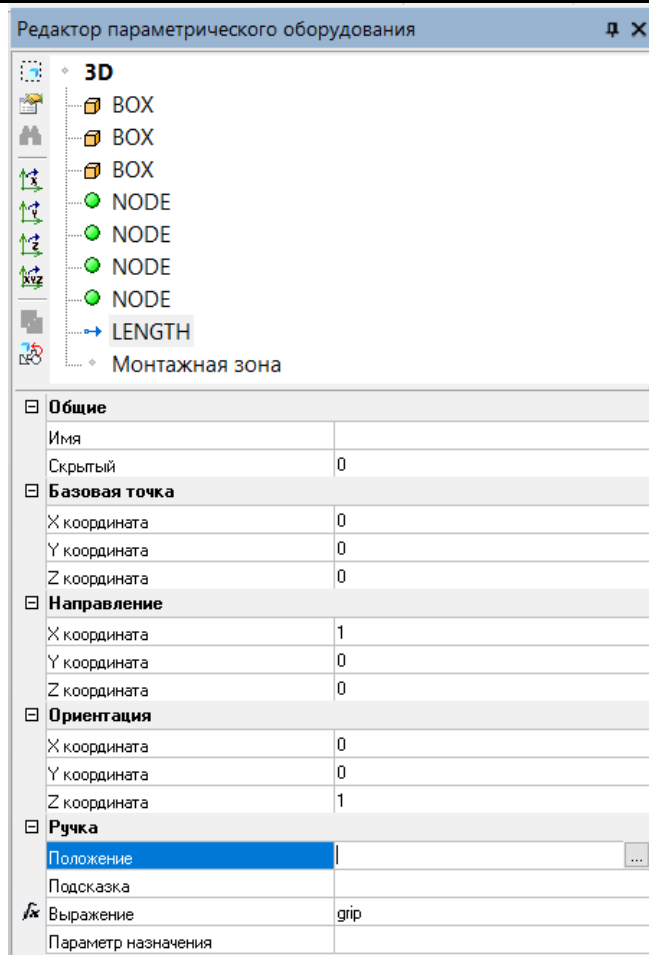 Редактор параметрического оборудования
3D
BOX
BOX
BOX
NODE
NODE
NODE
NODE
LENGTH
Монтажная зона
Общие
Имя
Скрытый 0
Базовая точка
X координата 0
Y координата 0
Z координата 0
Направление
X координата 1
Y координата 0
Z координата 0
Ориентация
X координата 0
Y координата 0
Z координата 1
Ручка
Положение ...
Подсказка
fx Выражение grip
Параметр назначения